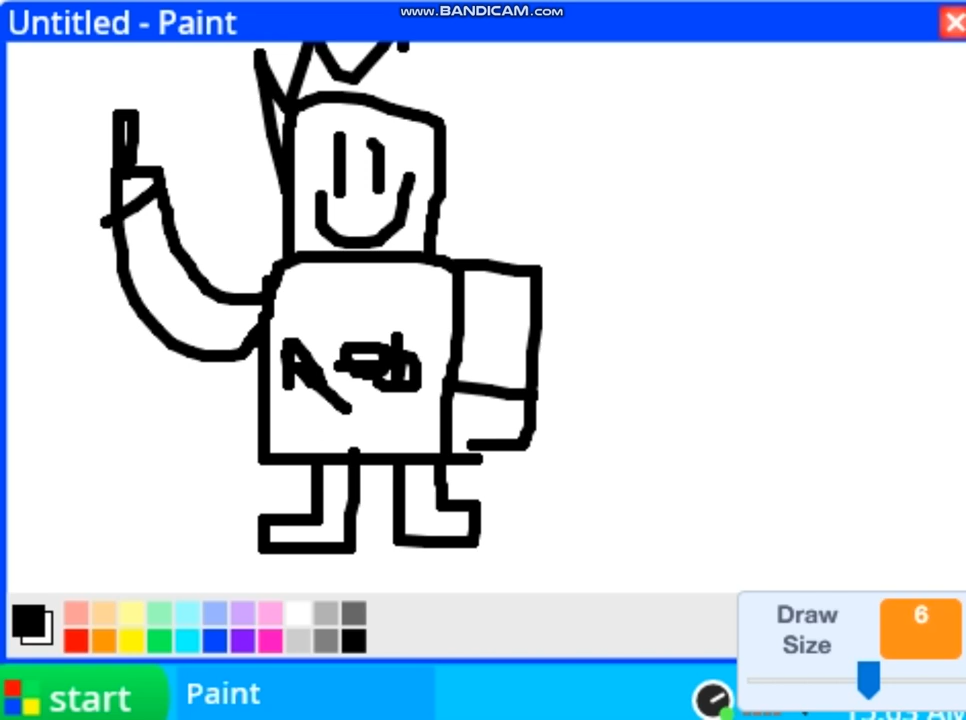 www.BANDICAM.com
Untitled - Paint
Draw
Size
6
start
Paint